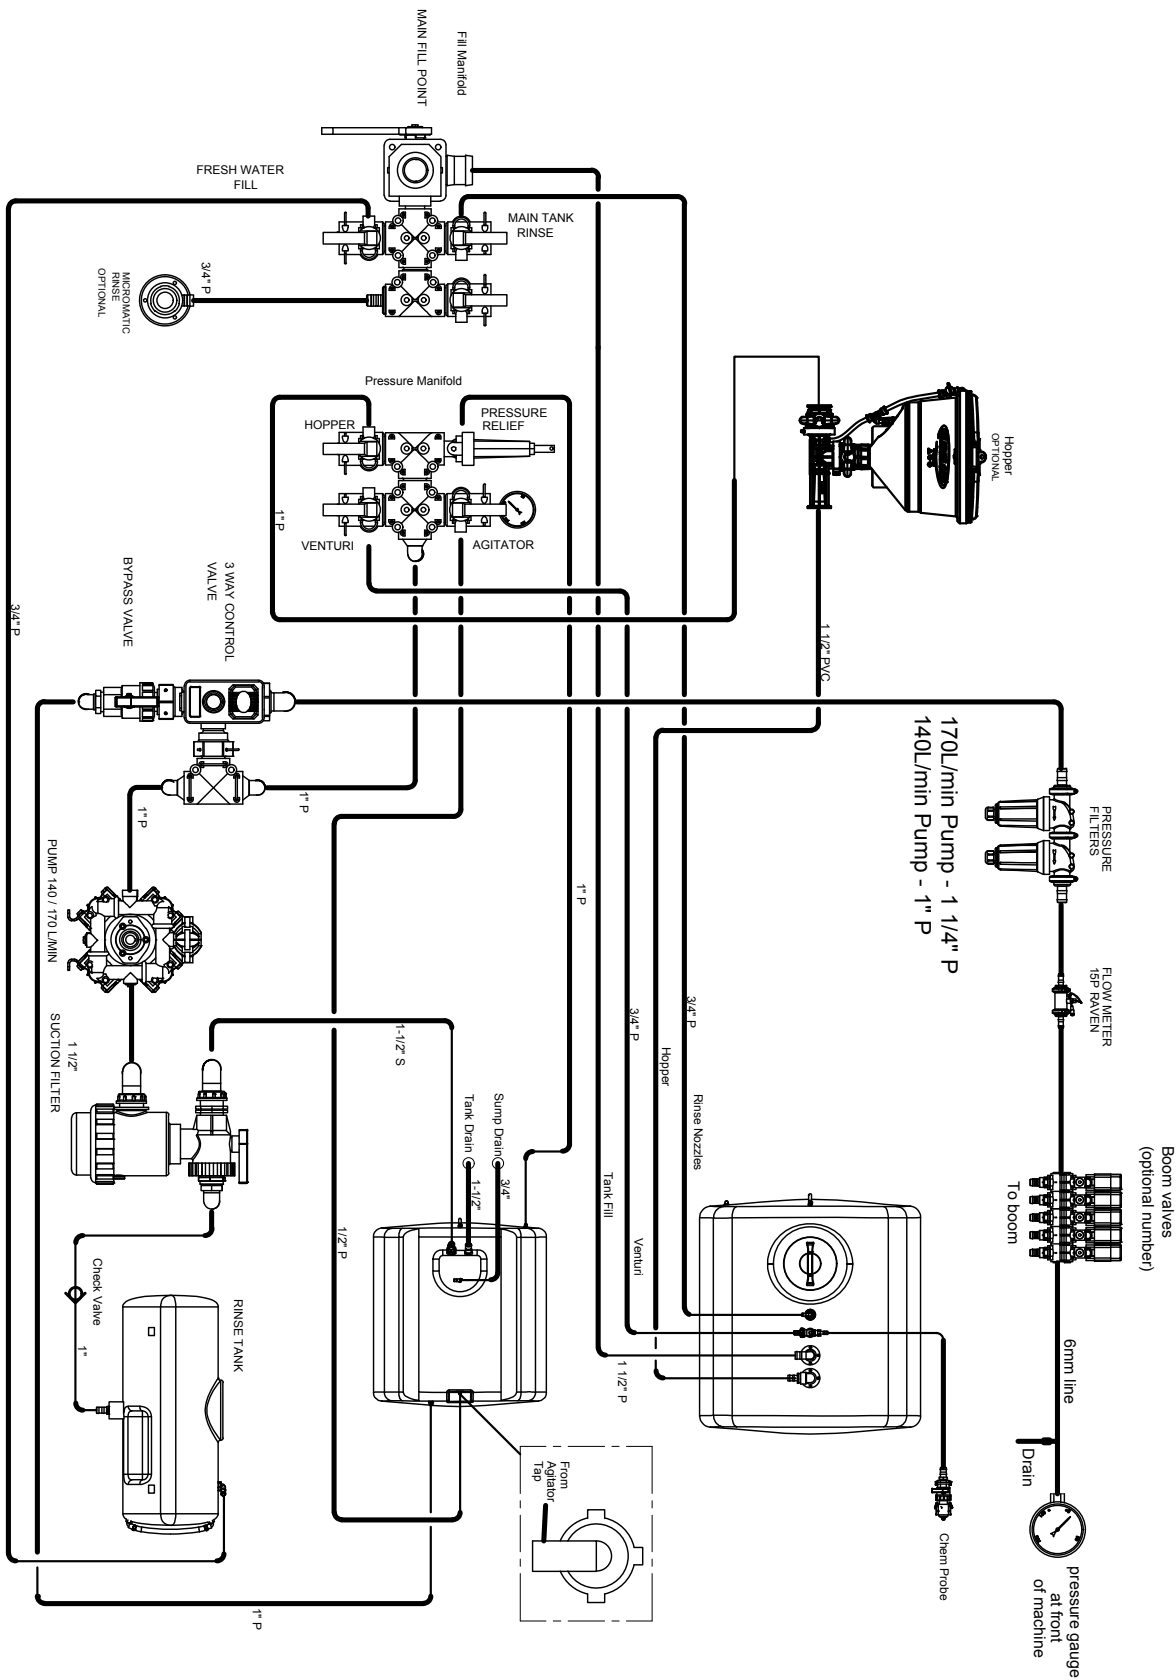 Fill Manifold
MAIN FILL POINT
FRESH WATER
FILL
MAIN TANK
RINSE
3/4" P
MICROMATIC
RINSE
OPTIONAL
Pressure Manifold
HOPPER
PRESSURE
RELIEF
VENTURI
AGITATOR
1" P
Hopper
OPTIONAL
1 1/2" PVC
3 WAY CONTROL
VALVE
BYPASS VALVE
3/4" P
1" P
1" P
170L/min Pump - 1 1/4" P
140L/min Pump - 1" P
PRESSURE
FILTERS
FLOW METER
15P RAVEN
PUMP 140 / 170 L/MIN
1" P
1 1/2"
SUCTION FILTER
1-1/2" S
3/4" P
3/4" P
Hopper
Rinse Nozzles
Tank Drain
Sump Drain
1-1/2"
3/4"
Tank Fill
Venturi
1/2" P
Check Valve
1"
RINSE TANK
1 1/2" P
From
Agitator
Tap
Chem Probe
1" P
Boom valves
(optional number)
To boom
6mm line
Drain
pressure gauge
at front
of machine